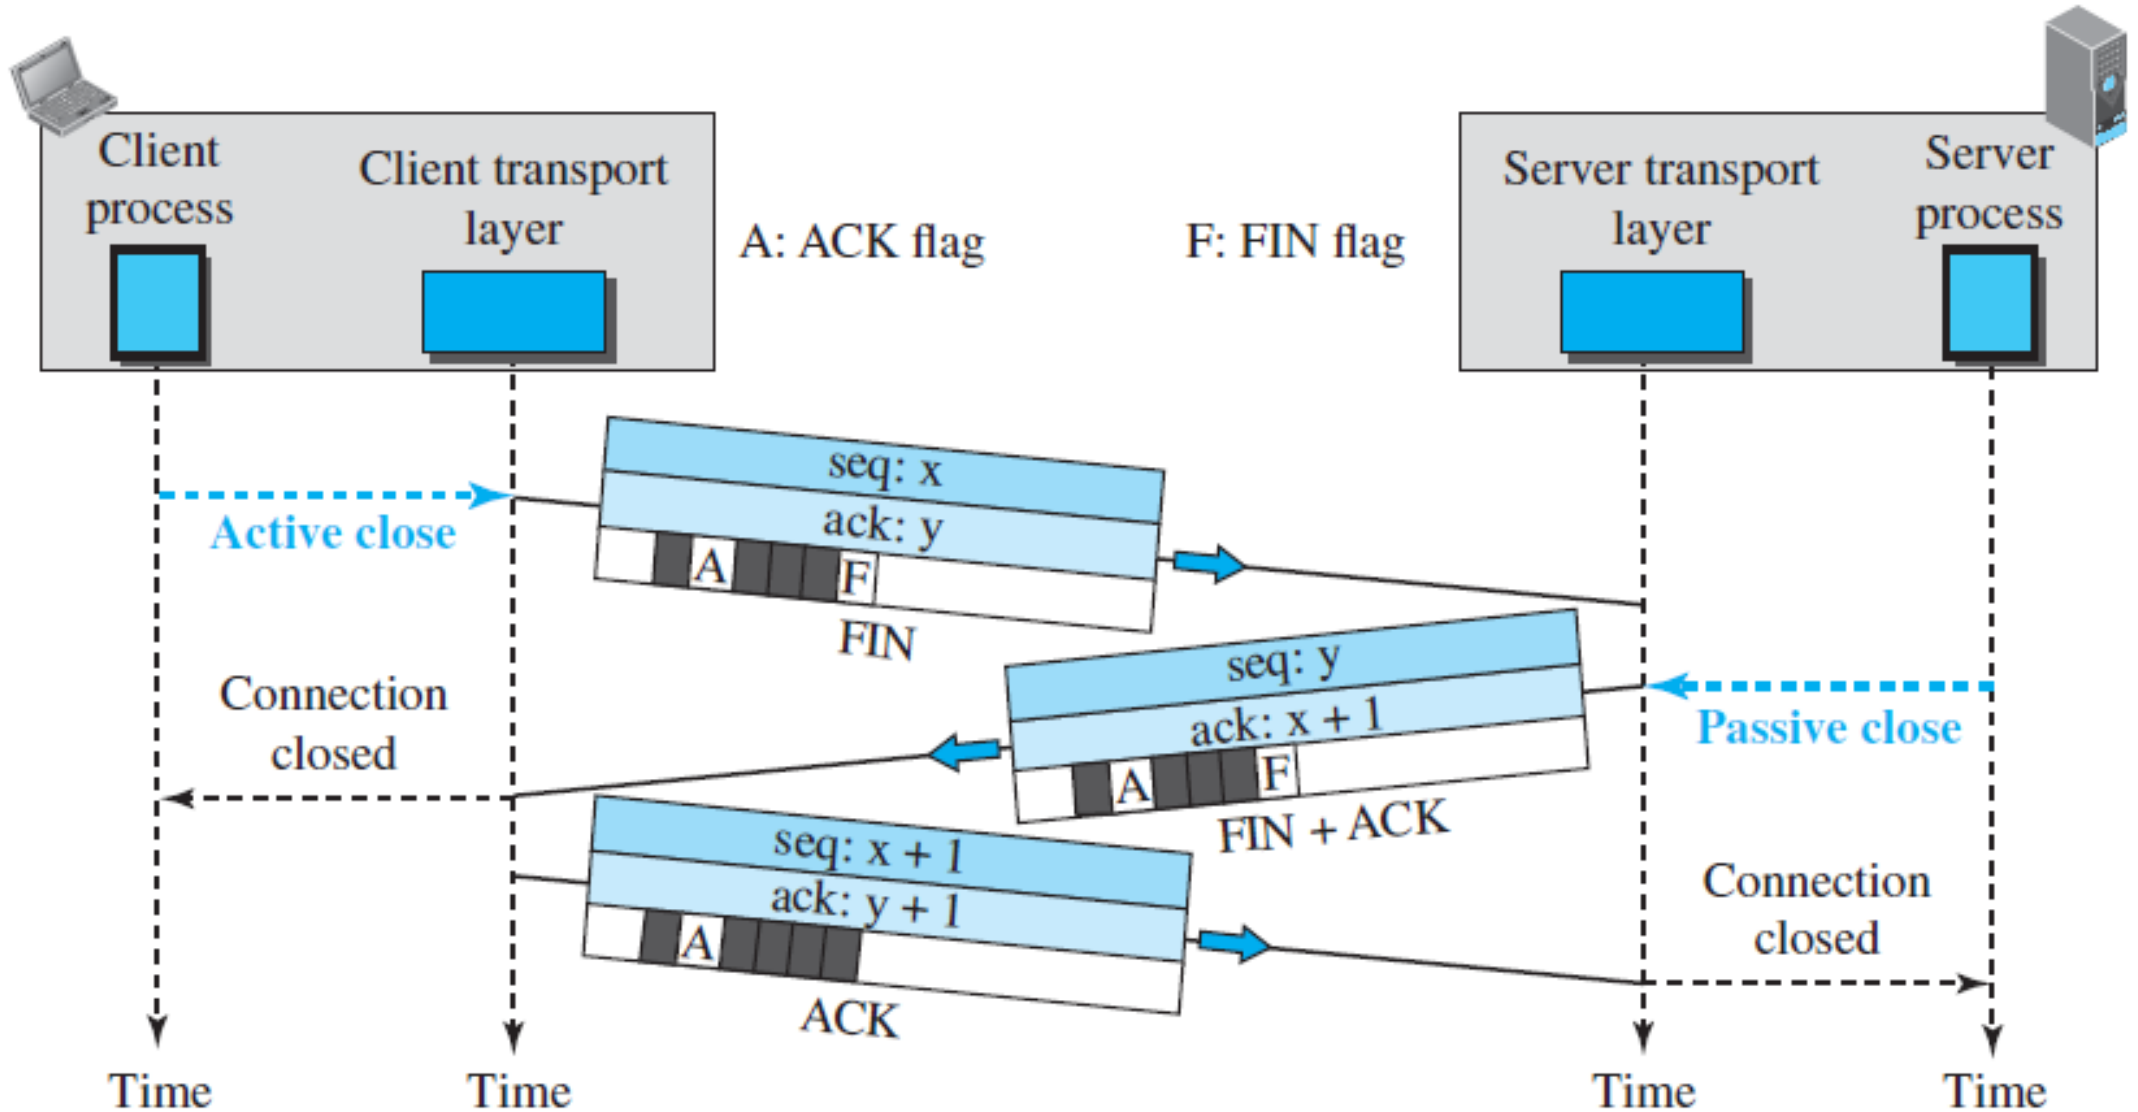 Client
process
Client transport
layer
A: ACK flag
F: FIN flag
Server transport
layer
Server
process
Active close
seq: x
ack: y
A
F
FIN
Passive close
seq: y
ack: x + 1
A
F
FIN + ACK
Connection
closed
seq: x + 1
ack: y + 1
A
ACK
Connection
closed
Time
Time
Time
Time